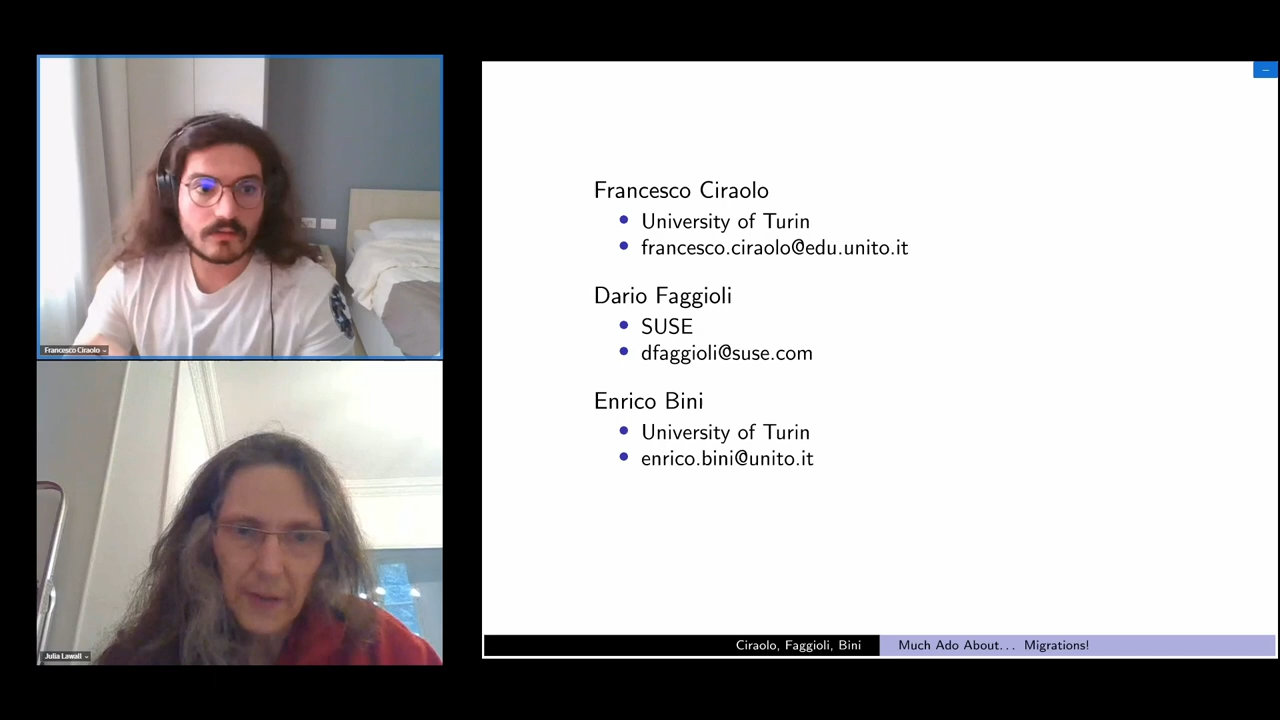 Francesco Ciraolo
Julia Lawall
Francesco Ciraolo
University of Turin
francesco.ciraolo@edu.unito.it
Dario Faggioli
SUSE
dfaggioli@suse.com
Enrico Bini
University of Turin
enrico.bini@unito.it
Ciraolo, Faggioli, Bini
Much Ado About... Migrations!